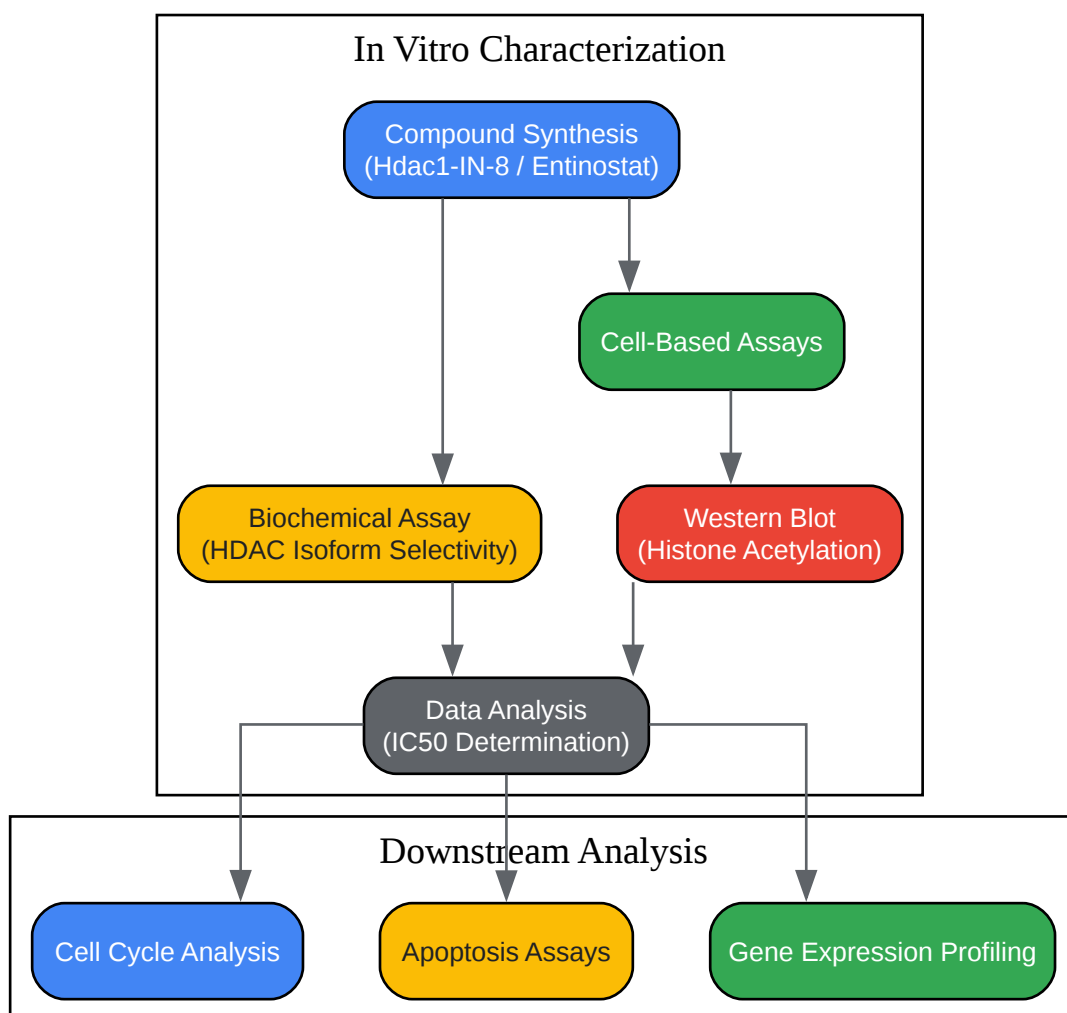 In Vitro Characterization
Compound Synthesis
(Hdac1-IN-8 / Entinostat)
Cell-Based Assays
Biochemical Assay
(HDAC Isoform Selectivity)
Western Blot
(Histone Acetylation)
Data Analysis
(IC50 Determination)
Downstream Analysis
Cell Cycle Analysis
Apoptosis Assays
Gene Expression Profiling